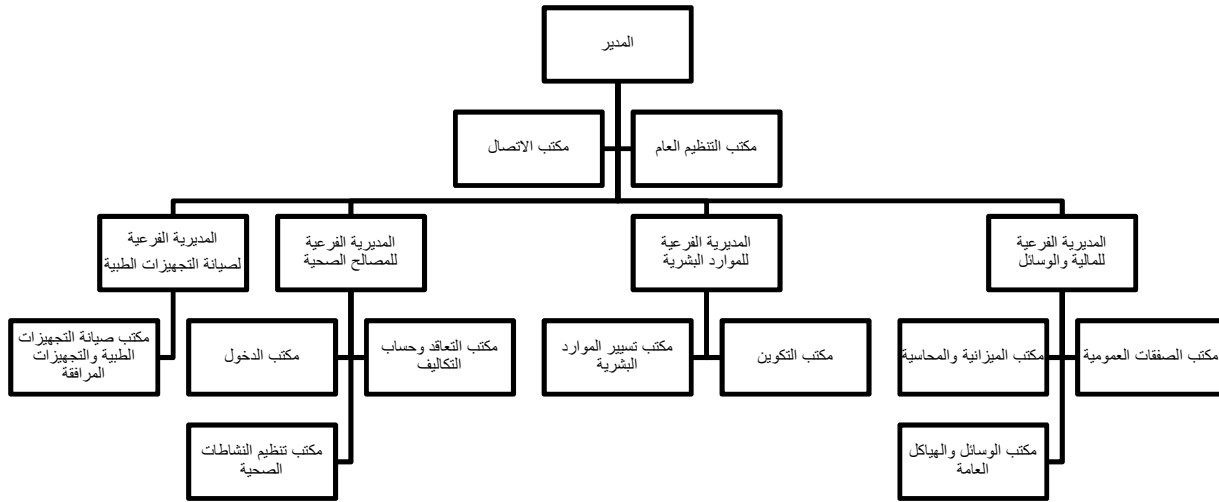 المدير
مكتب التنظيم العام
مكتب الاتصال
المديرية الفرعية
للمالية والوسائل
المديرية الفرعية
للموارد البشرية
المديرية الفرعية
للمصالح الصحية
المديرية الفرعية
لصيانة التجهيزات الطبية
مكتب الصفقات العمومية
مكتب الميزانية والمحاسبة
مكتب التكوين
مكتب تسيير الموارد
البشرية
مكتب التعاقد وحساب
التكاليف
مكتب الدخول
مكتب صيانة التجهيزات
الطبية والتجهيزات
المرافقة
مكتب الوسائل والهياكل
العامة
مكتب تنظيم النشاطات
الصحية